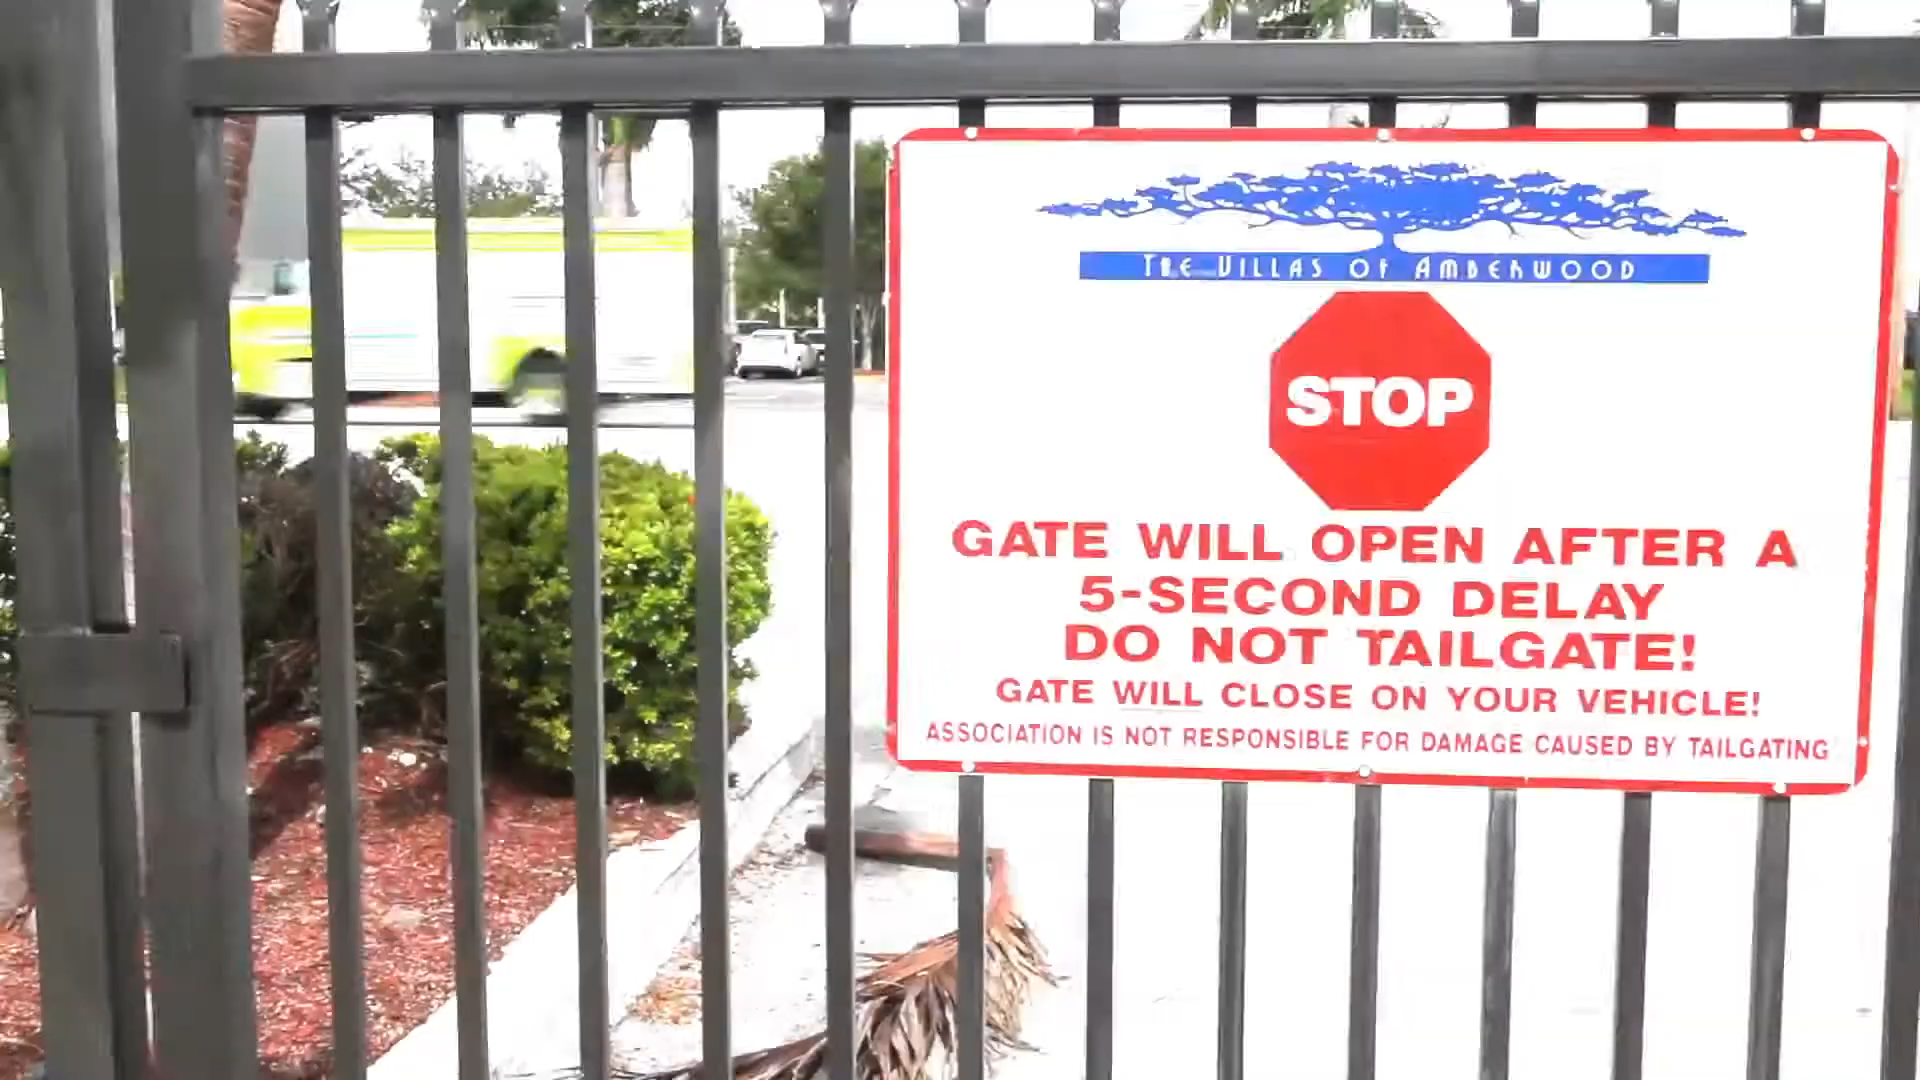 THE VILLAS OF AMBERWOOD
STOP
GATE WILL OPEN AFTER A
5-SECOND DELAY
DO NOT TAILGATE!
GATE WILL CLOSE ON YOUR VEHICLE!
ASSOCIATION IS NOT RESPONSIBLE FOR DAMAGE CAUSED BY TAILGATING